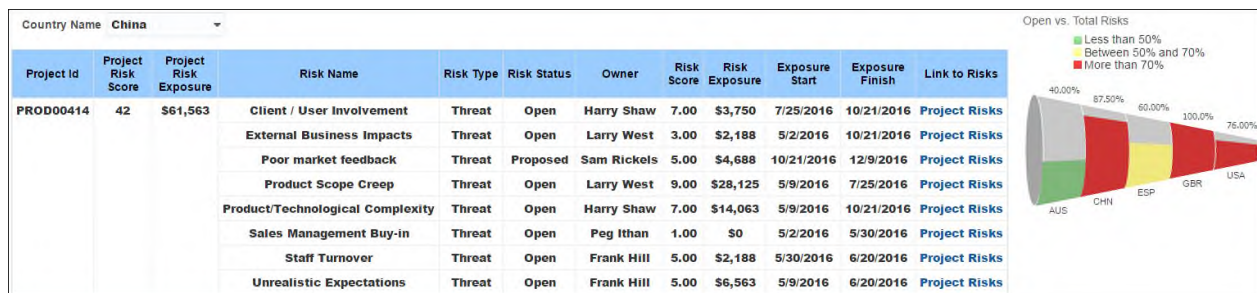 Country Name China
Open vs. Total Risks
Less than 50%
Between 50% and 70%
More than 70%
Project Id Project Risk Score Project Risk Exposure Risk Name Risk Type Risk Status Owner Risk Score Risk Exposure Exposure Start Exposure Finish Link to Risks
PROD00414 42 $61,563 Client / User Involvement Threat Open Harry Shaw 7.00 $3,750 7/25/2016 10/21/2016 Project Risks
External Business Impacts Threat Open Larry West 3.00 $2,188 5/2/2016 10/21/2016 Project Risks
Poor market feedback Threat Proposed Sam Rickels 5.00 $4,688 10/21/2016 12/9/2016 Project Risks
Product Scope Creep Threat Open Larry West 9.00 $28,125 5/9/2016 7/25/2016 Project Risks
Product/Technological Complexity Threat Open Harry Shaw 7.00 $14,063 5/9/2016 10/21/2016 Project Risks
Sales Management Buy-in Threat Open Peg Ithan 1.00 $0 5/2/2016 5/30/2016 Project Risks
Staff Turnover Threat Open Frank Hill 5.00 $2,188 5/30/2016 6/20/2016 Project Risks
Unrealistic Expectations Threat Open Frank Hill 5.00 $6,563 5/9/2016 6/20/2016 Project Risks
40.00% 87.50% 60.00% 100.0% 76.00%
AUS CHN ESP GBR USA